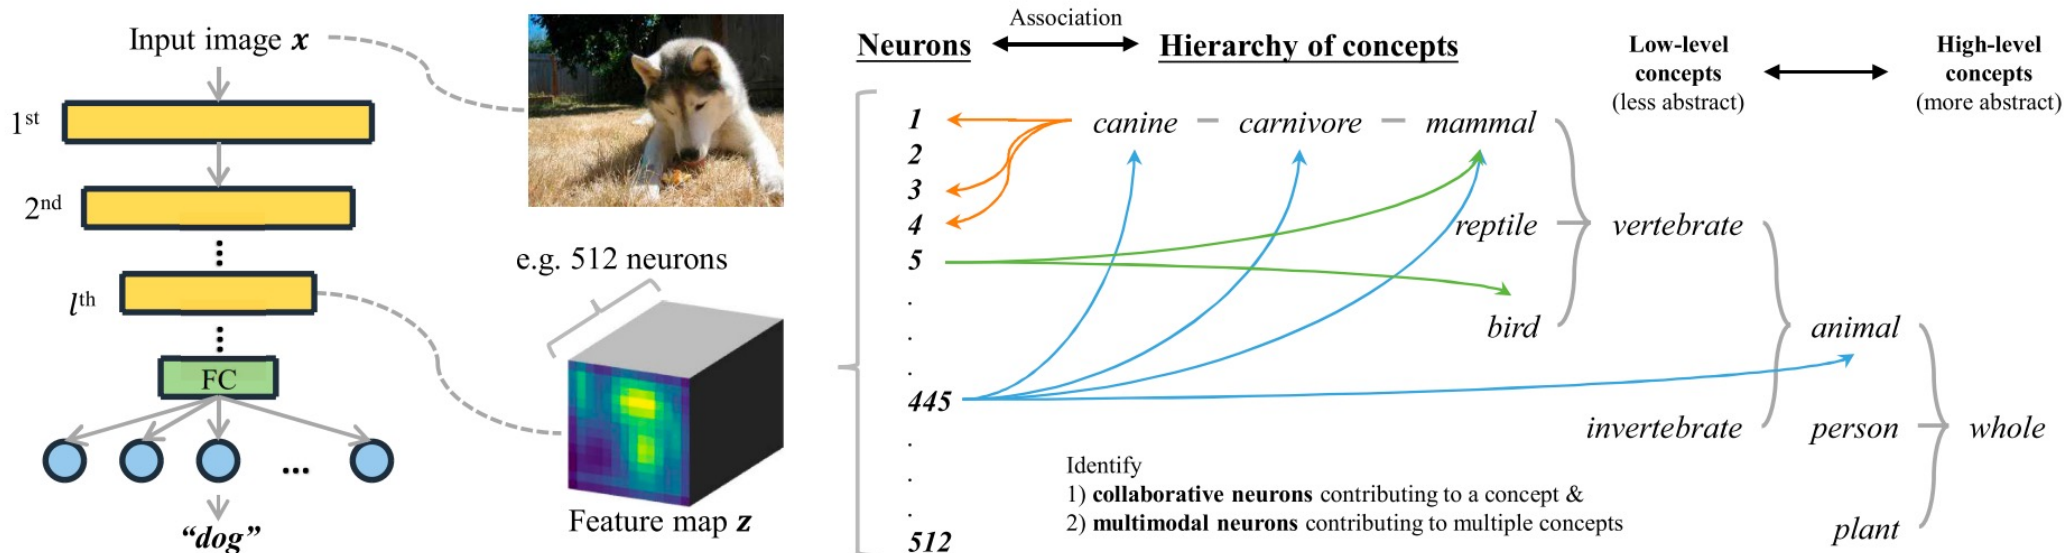 Input image x
1st
2nd
lth
FC
"dog"
e.g. 512 neurons
Feature map z
Neurons
Association
Hierarchy of concepts
Low-level
concepts
(less abstract)
High-level
concepts
(more abstract)
1
2
3
4
5
445
512
canine
carnivore
mammal
reptile
bird
vertebrate
invertebrate
animal
person
plant
whole
Identify
1) collaborative neurons contributing to a concept &
2) multimodal neurons contributing to multiple concepts